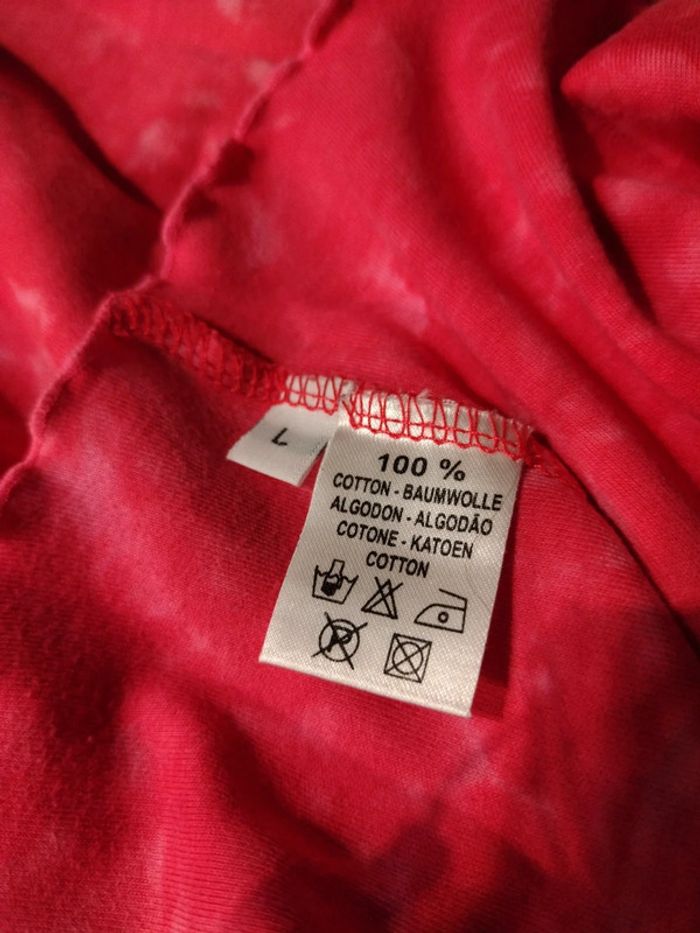 L
100 %
COTTON - BAUMWOLLE
ALGODON - ALGODÃO
COTONE - KATOEN
COTTON
P